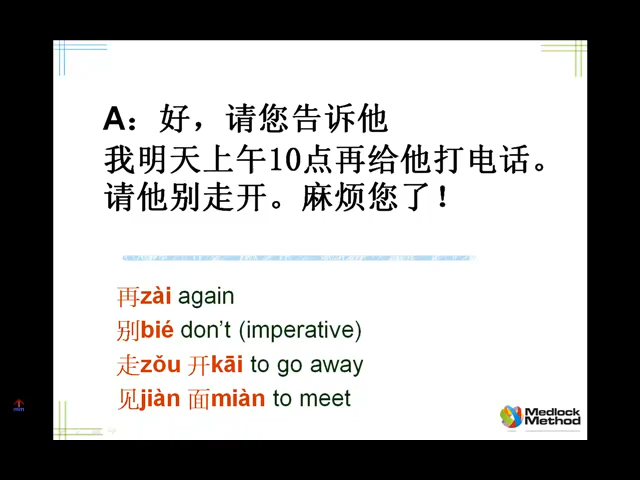 A：好，请您告诉他
我明天上午10点再给他打电话。
请他别走开。麻烦您了！
再zài again
别bié don't (imperative)
走zǒu 开kāi to go away
见jiàn 面miàn to meet
Medlock
Method